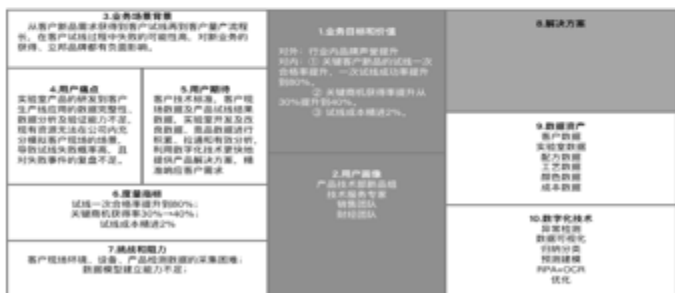 3.业务场景背景
从客户新品需求获得到客户试线再到客户量产流程
长,在客户试线过程中失败的可能性高,对新业务的
获得、立邦品牌都有负面影响。
4.用户痛点
实验室产品的研发到客户
生产线应用的数据完整性、
数据分析及验证能力不足,
现有资源无法在公司内充
分模拟客户现场的场景,
导致试线失败概率高,且
对失败事件的复盘不足。
5.用户期待
客户技术标准,客户现
场数据及产品试线结果
数据,实验室开发及改
良数据、竞品数据进行
积累、拉通和有效分析,
利用数字化技术更快地
提供产品解决方案,精
准响应客户需求
6.度量指标
试线一次合格率提升到80%;
关键商机获得率30%→40%;
试线成本精进2%
7.挑战和阻力
客户现场环境、设备、产品检测数据的采集困难;
数据模型建立能力不足;
1.业务目标和价值
对外:行业内品牌声誉提升
对内:① 关键客户新品的试线一次
合格率提升,一次试线成功率提升
到80%。
② 关键商机获得率提升从
30%提升到40%。
③ 试线成本精进2%。
2.用户画像
产品技术部新品组
技术服务专家
销售团队
财经团队
8.解决方案
9.数据资产
客户数据
实验室数据
配方数据
工艺数据
颜色数据
成本数据
10.数字化技术
异常检测
数据可视化
归纳分类
预测建模
RPA+OCR
优化